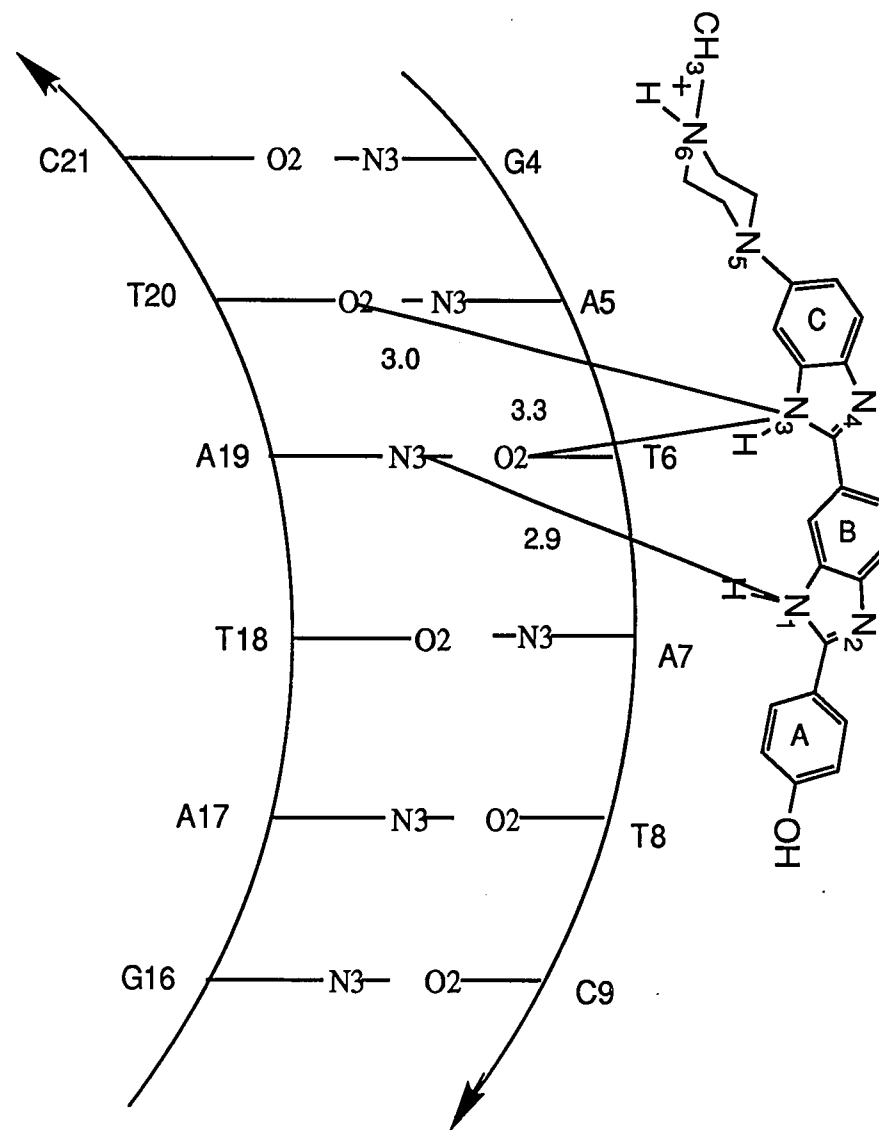 CH3
H +
N6
N5
C
N3
N4
H
B
H
N1
N2
A
OH
C21 O2 N3 G4
T20 O2 N3 A5
3.0
3.3
A19 N3 O2 T6
2.9
T18 O2 N3 A7
A17 N3 O2 T8
G16 N3 O2 C9